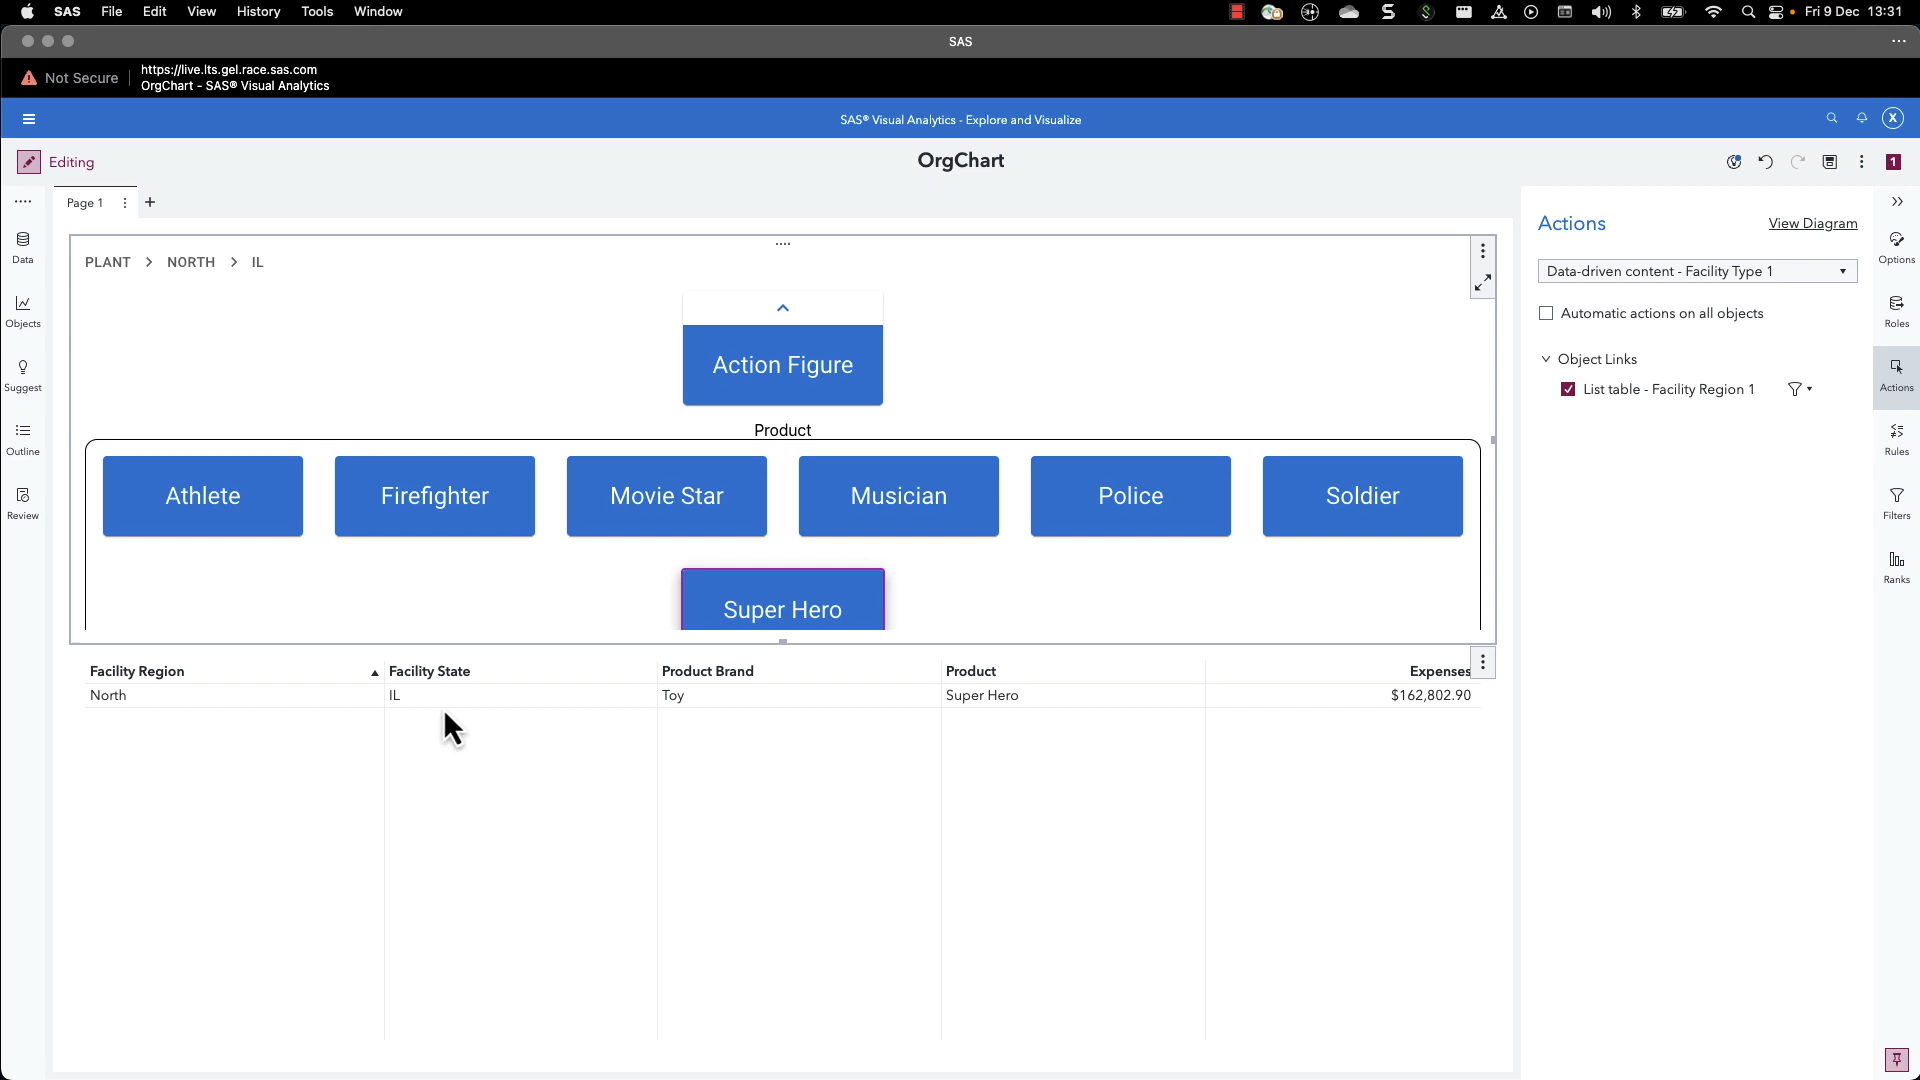 SAS File Edit View History Tools Window Fri 9 Dec 13:31
SAS
Not Secure
https://live.lts.gel.race.sas.com
OrgChart - SAS® Visual Analytics
SAS® Visual Analytics - Explore and Visualize
X
Editing
OrgChart
1
Page 1
Data
Objects
Suggest
Outline
Review
PLANT > NORTH > IL
Action Figure
Product
Athlete Firefighter Movie Star Musician Police Soldier
Super Hero
Facility Region Facility State Product Brand Product Expenses
North IL Toy Super Hero $162,802.90
Actions View Diagram
Data-driven content - Facility Type 1
Automatic actions on all objects
Object Links
List table - Facility Region 1
Options
Roles
Actions
Rules
Filters
Ranks